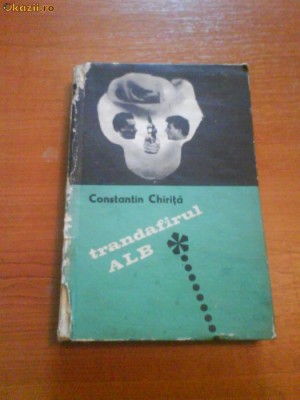 Okazii.ro
Constantin Chiriță
trandafirul
ALB